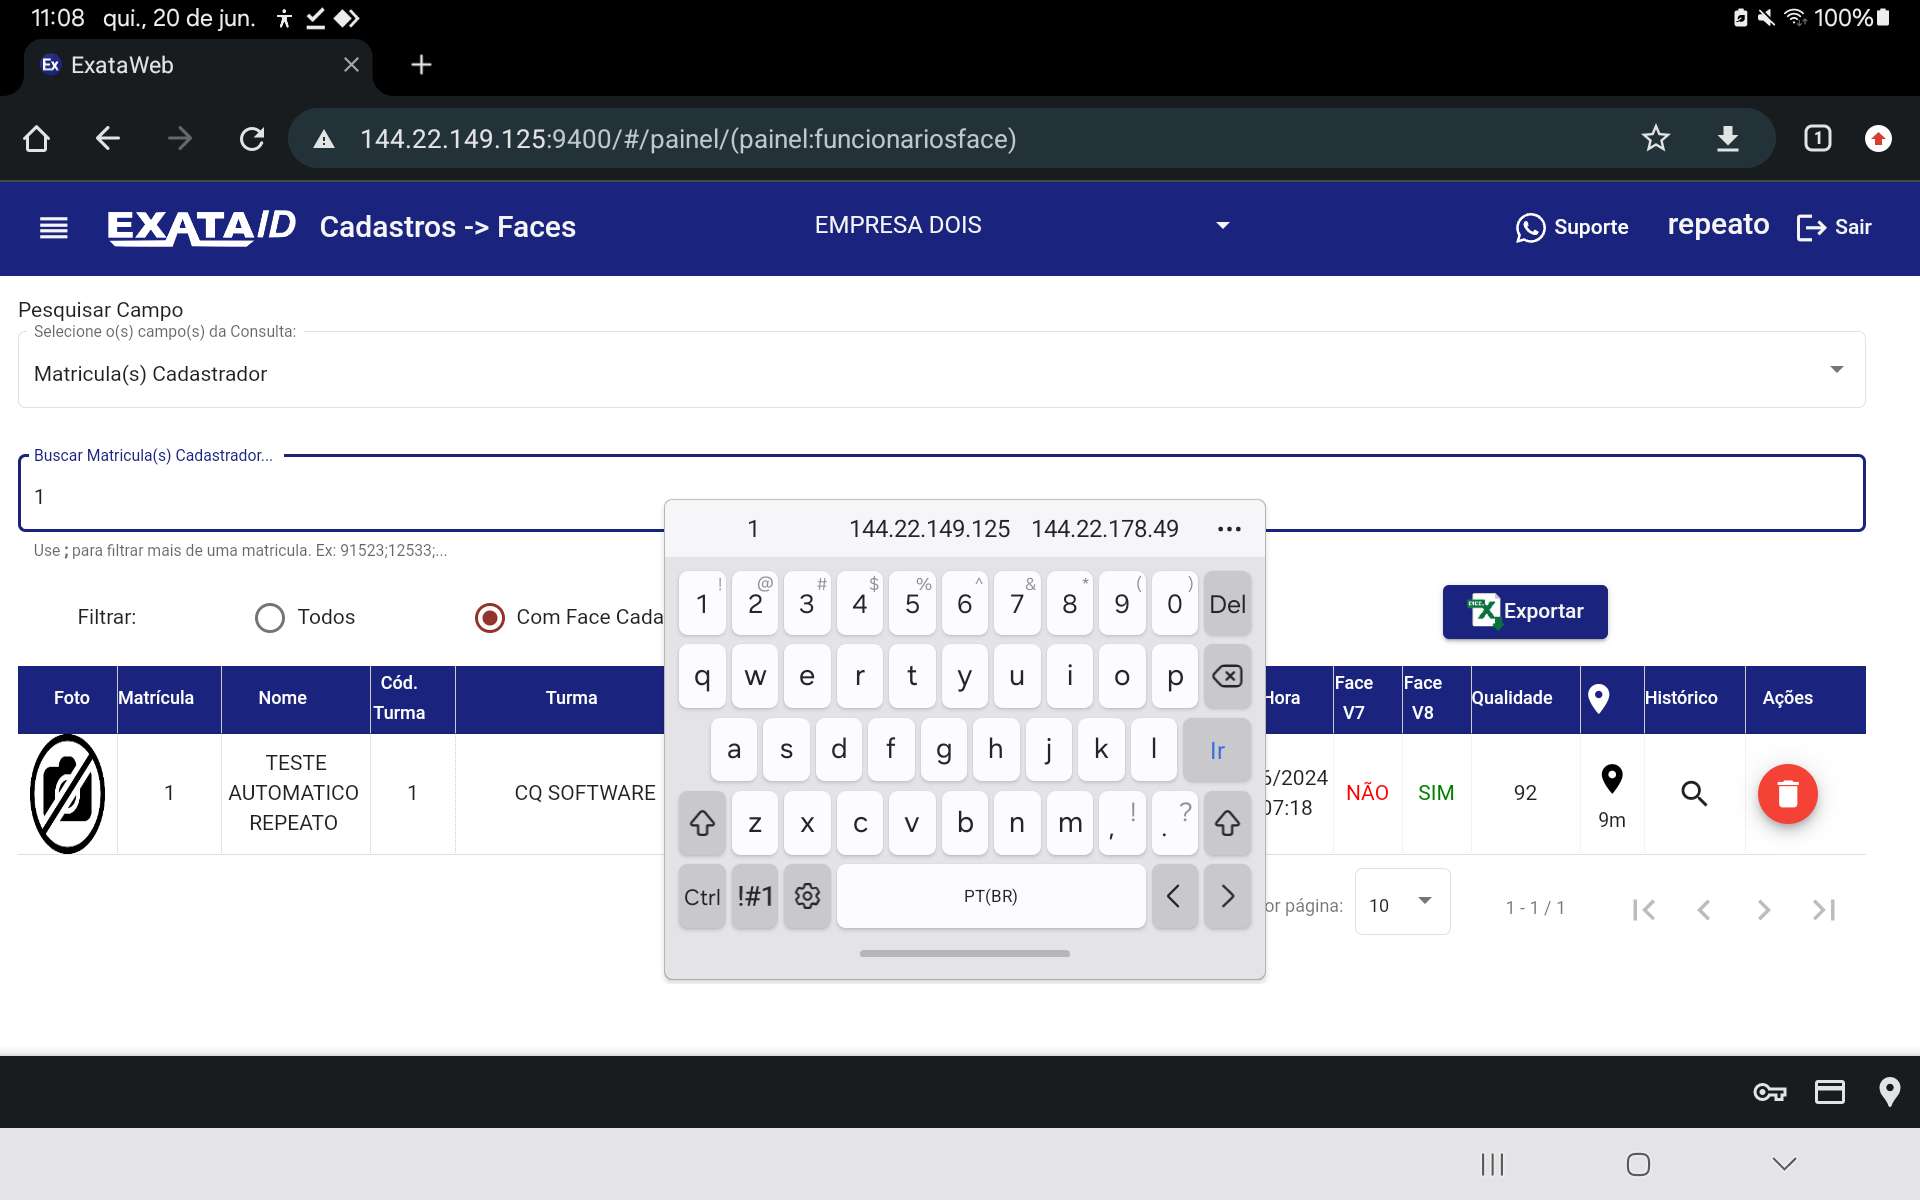 11:08 qui., 20 de jun.
100%
Ex ExataWeb
144.22.149.125:9400/#/painel/(painel:funcionariosface)
1
EXATA/ID Cadastros -> Faces
EMPRESA DOIS
Suporte
repeato
Sair
Pesquisar Campo
Selecione o(s) campo(s) da Consulta:
Matricula(s) Cadastrador
Buscar Matricula(s) Cadastrador...
1
Use ; para filtrar mais de uma matricula. Ex: 91523;12533;...
Filtrar:
Todos
Com Face Cada
Exportar
Foto Matrícula Nome Cód. Turma Turma Hora Face V7 Face V8 Qualidade Histórico Ações
1 TESTE AUTOMATICO REPEATO 1 CQ SOFTWARE 6/2024 07:18 NÃO SIM 92 9m
or página: 10 1 - 1 / 1
1 144.22.149.125 144.22.178.49 ...
! @ # $ % ^ & * ( )
1 2 3 4 5 6 7 8 9 0 Del
q w e r t y u i o p
a s d f g h j k l Ir
z x c v b n m , ! . ?
Ctrl !#1 PT(BR) < >